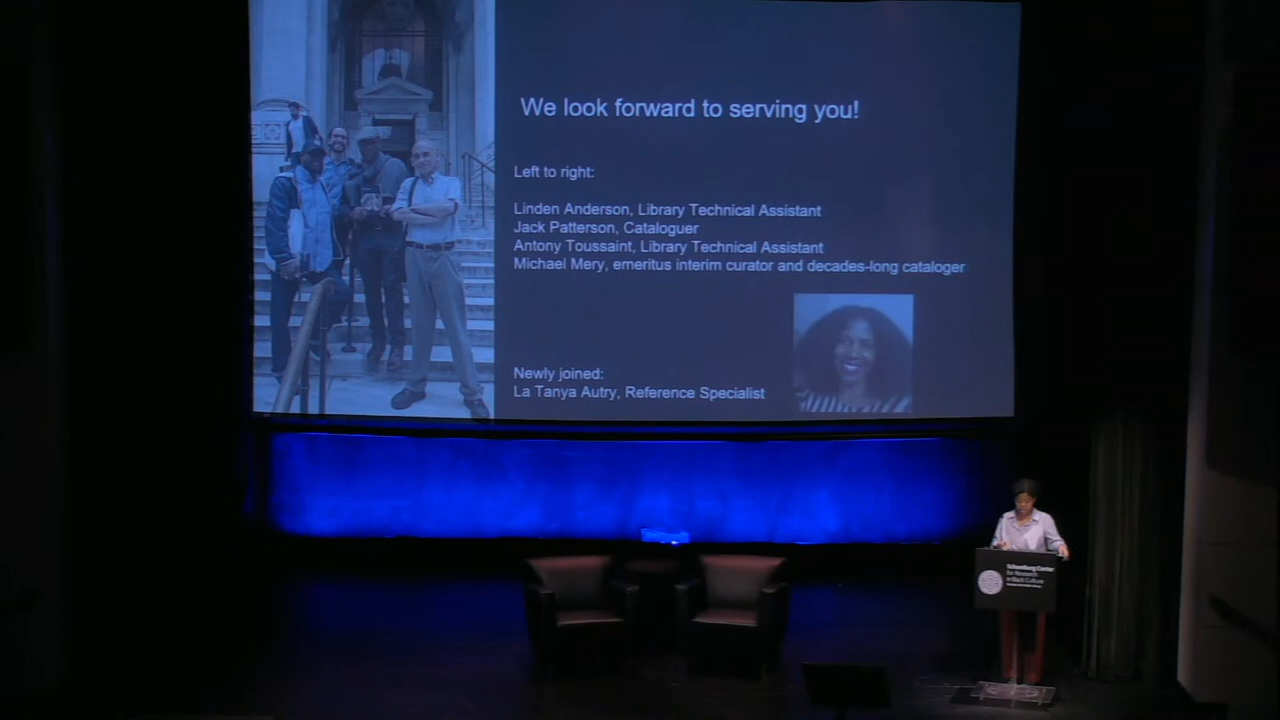 We look forward to serving you!
Left to right:
Linden Anderson, Library Technical Assistant
Jack Patterson, Cataloguer
Antony Toussaint, Library Technical Assistant
Michael Mery, emeritus interim curator and decades-long cataloger
Newly joined:
La Tanya Autry, Reference Specialist
Schomburg Center
for Research
in Black Culture